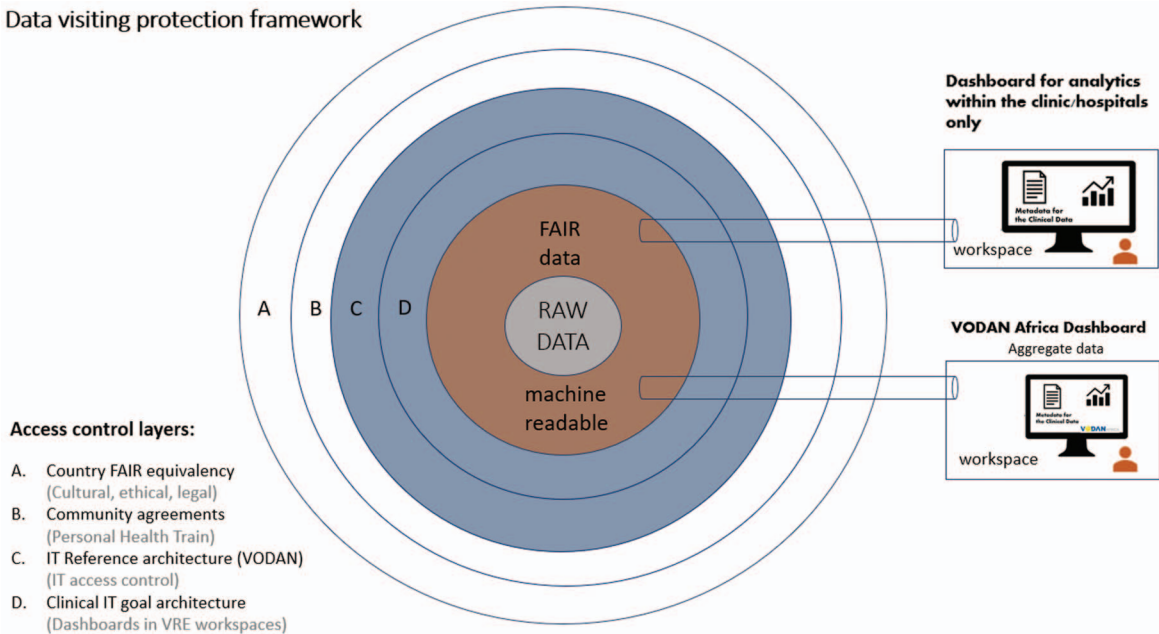 Data visiting protection framework
Dashboard for analytics
within the clinic/hospitals
only
Metadata for
the Clinical Data
workspace
FAIR
data
RAW
DATA
machine
readable
A
B
C
D
VODAN Africa Dashboard
Aggregate data
Metadata for
the Clinical Data
VODAN
workspace
Access control layers:
A. Country FAIR equivalency
(Cultural, ethical, legal)
B. Community agreements
(Personal Health Train)
C. IT Reference architecture (VODAN)
(IT access control)
D. Clinical IT goal architecture
(Dashboards in VRE workspaces)